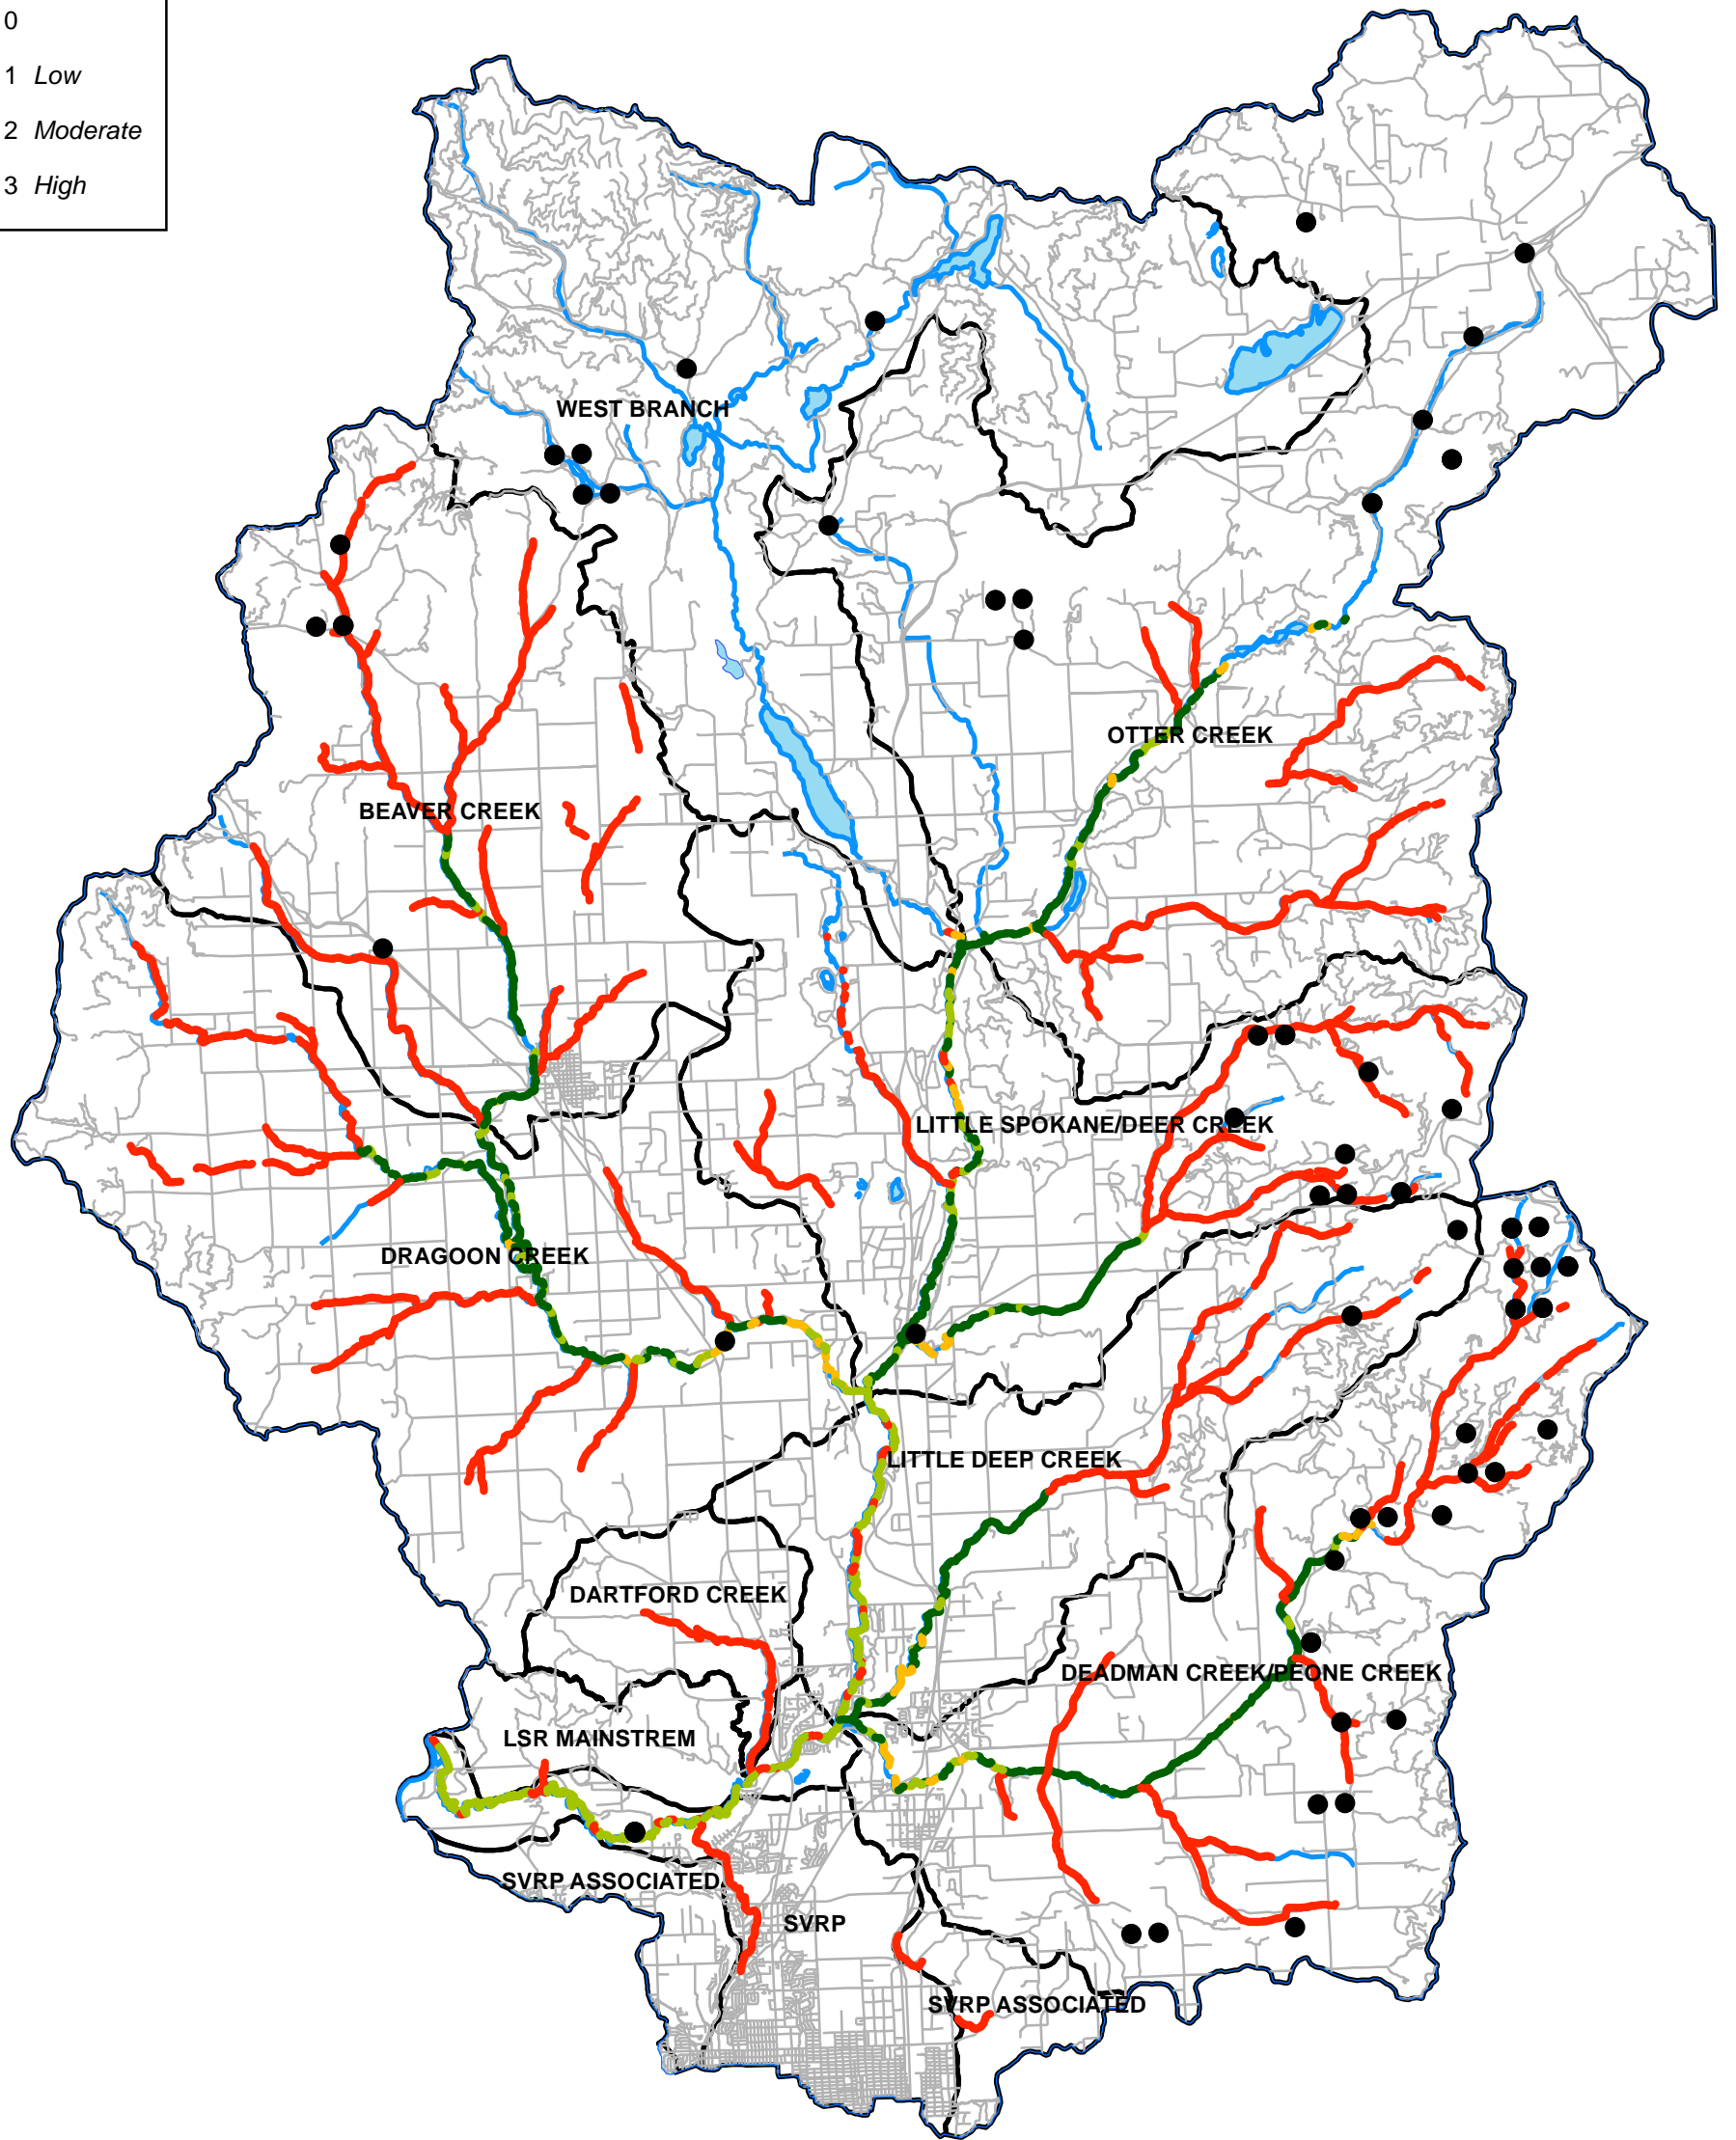 0
1 Low
2 Moderate
3 High
WEST BRANCH
OTTER CREEK
BEAVER CREEK
LITTLE SPOKANE/DEER CREEK
DRAGOON CREEK
LITTLE DEEP CREEK
DARTFORD CREEK
DEADMAN CREEK/PEONE CREEK
LSR MAINSTREM
SVRP ASSOCIATED
SVRP
SVRP ASSOCIATED